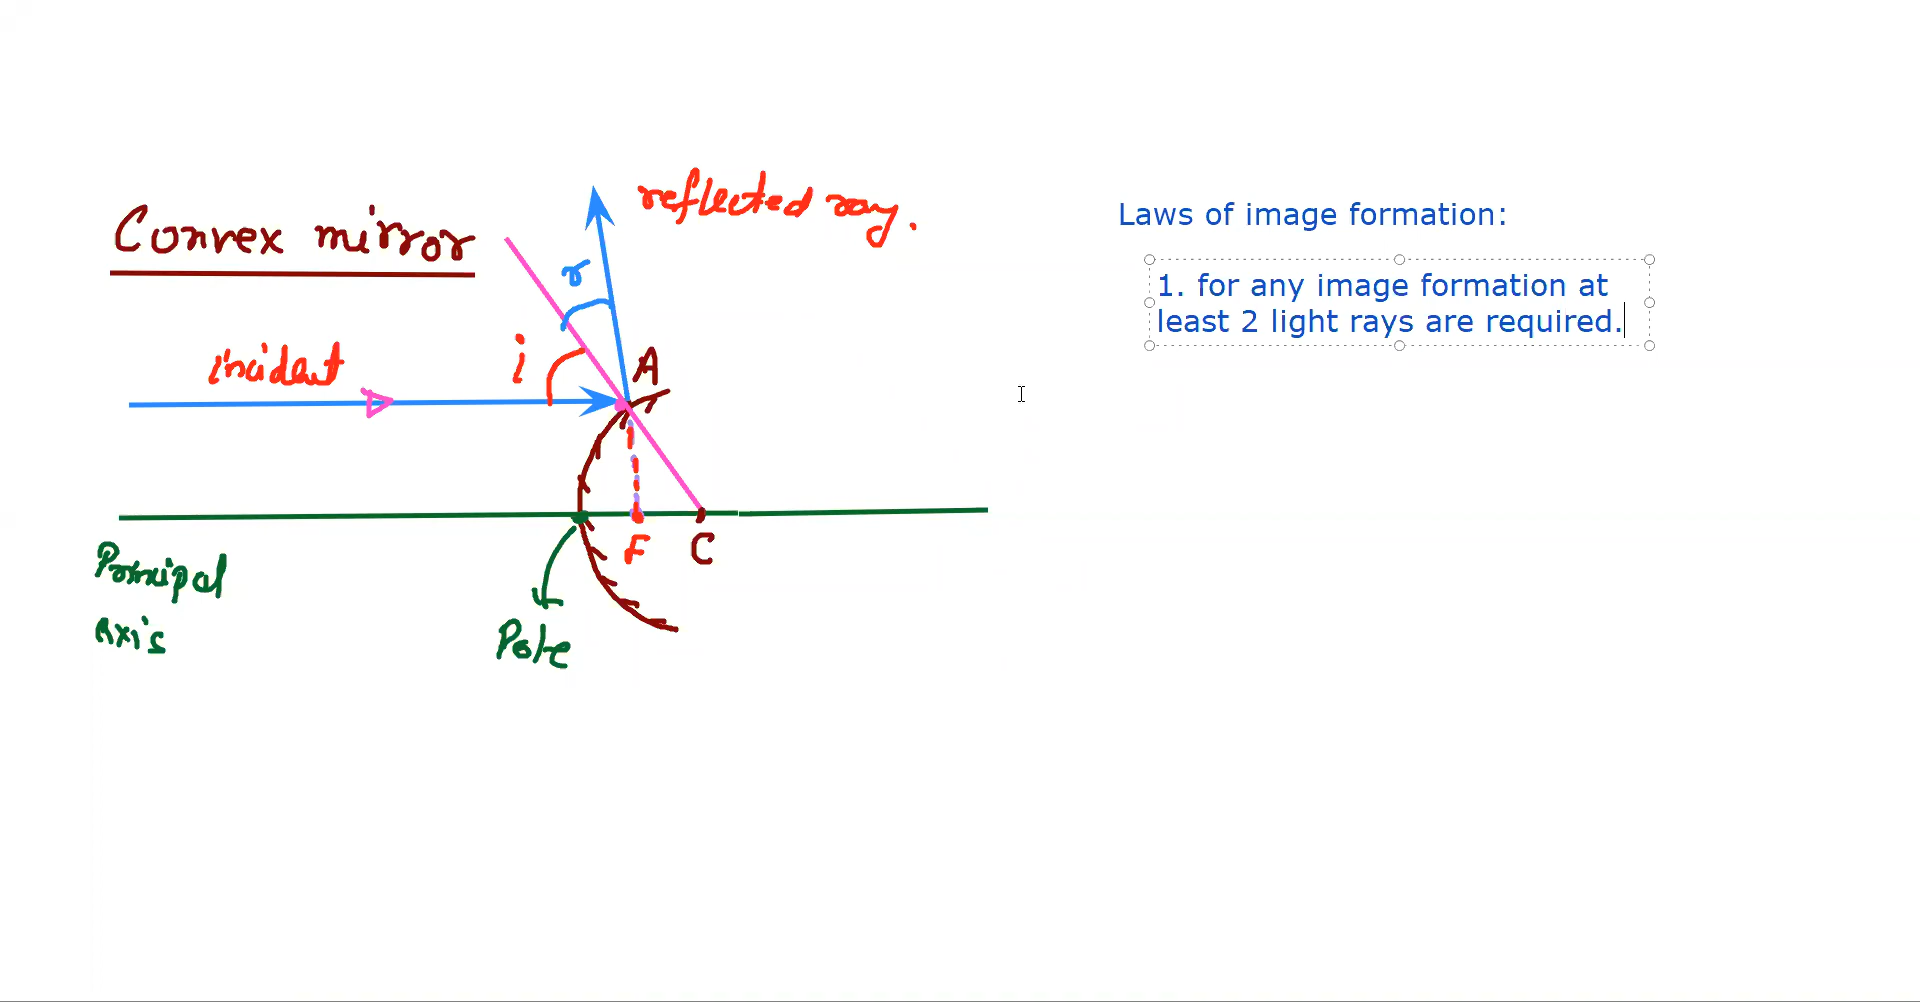 Convex mirror
reflected ray.
r
i
incident
A
F
C
Principal
Axis
Pole
Laws of image formation:
1. for any image formation at
least 2 light rays are required.